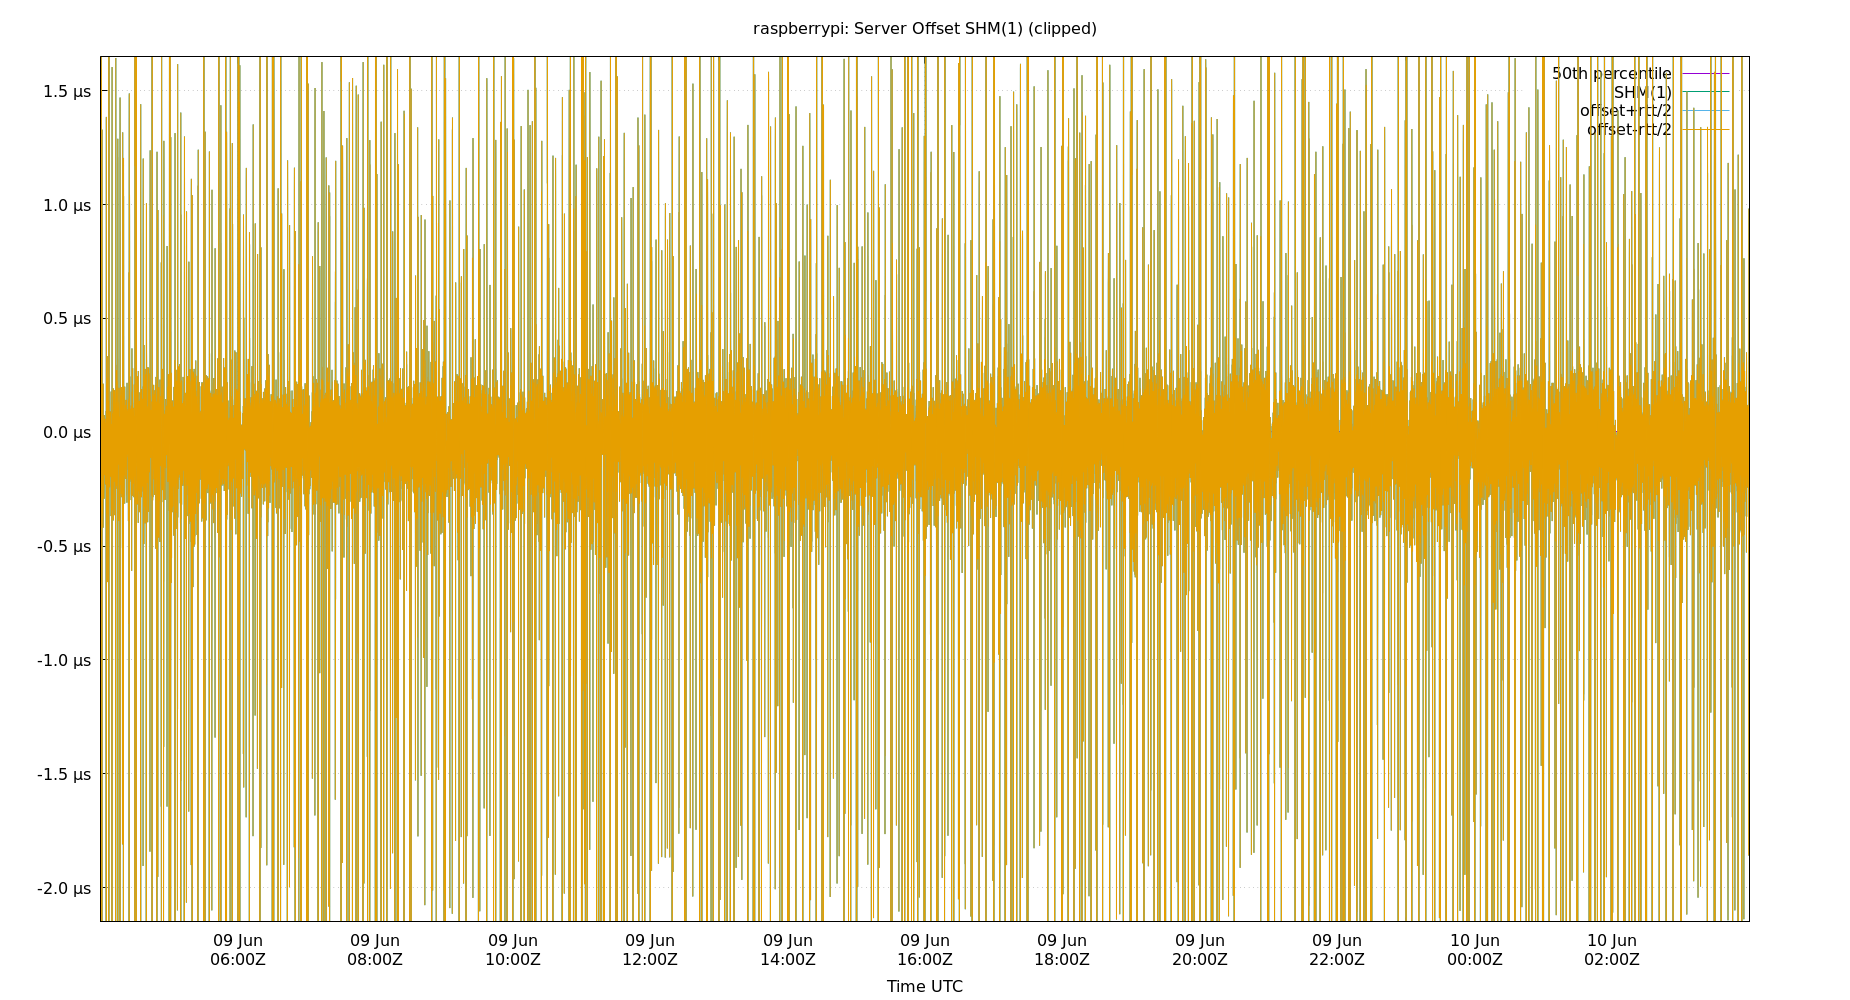 raspberrypi: Server Offset SHM(1) (clipped)
50th percentile
SHM(1)
offset+rtt/2
offset-rtt/2
1.5 µs
1.0 µs
0.5 µs
0.0 µs
-0.5 µs
-1.0 µs
-1.5 µs
-2.0 µs
09 Jun 09 Jun 09 Jun 09 Jun 09 Jun 09 Jun 09 Jun 09 Jun 09 Jun 10 Jun 10 Jun
06:00Z 08:00Z 10:00Z 12:00Z 14:00Z 16:00Z 18:00Z 20:00Z 22:00Z 00:00Z 02:00Z
Time UTC